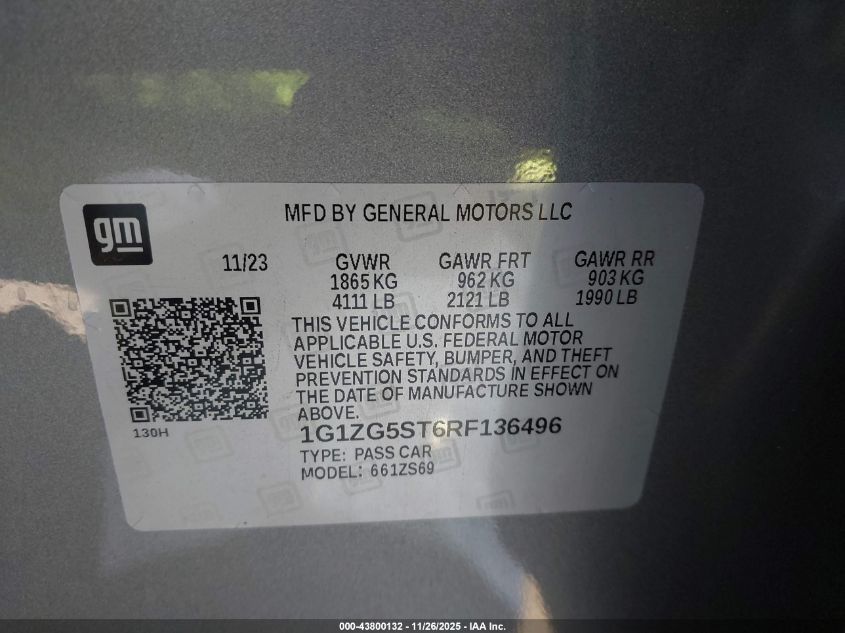 gm
MFD BY GENERAL MOTORS LLC
11/23 GVWR GAWR FRT GAWR RR
1865 KG 962 KG 903 KG
4111 LB 2121 LB 1990 LB
THIS VEHICLE CONFORMS TO ALL
APPLICABLE U.S. FEDERAL MOTOR
VEHICLE SAFETY, BUMPER, AND THEFT
PREVENTION STANDARDS IN EFFECT ON
THE DATE OF MANUFACTURE SHOWN
ABOVE.
130H
1G1ZG5ST6RF136496
TYPE: PASS CAR
MODEL: 661ZS69
000-43800132 - 11/26/2025 - IAA Inc.